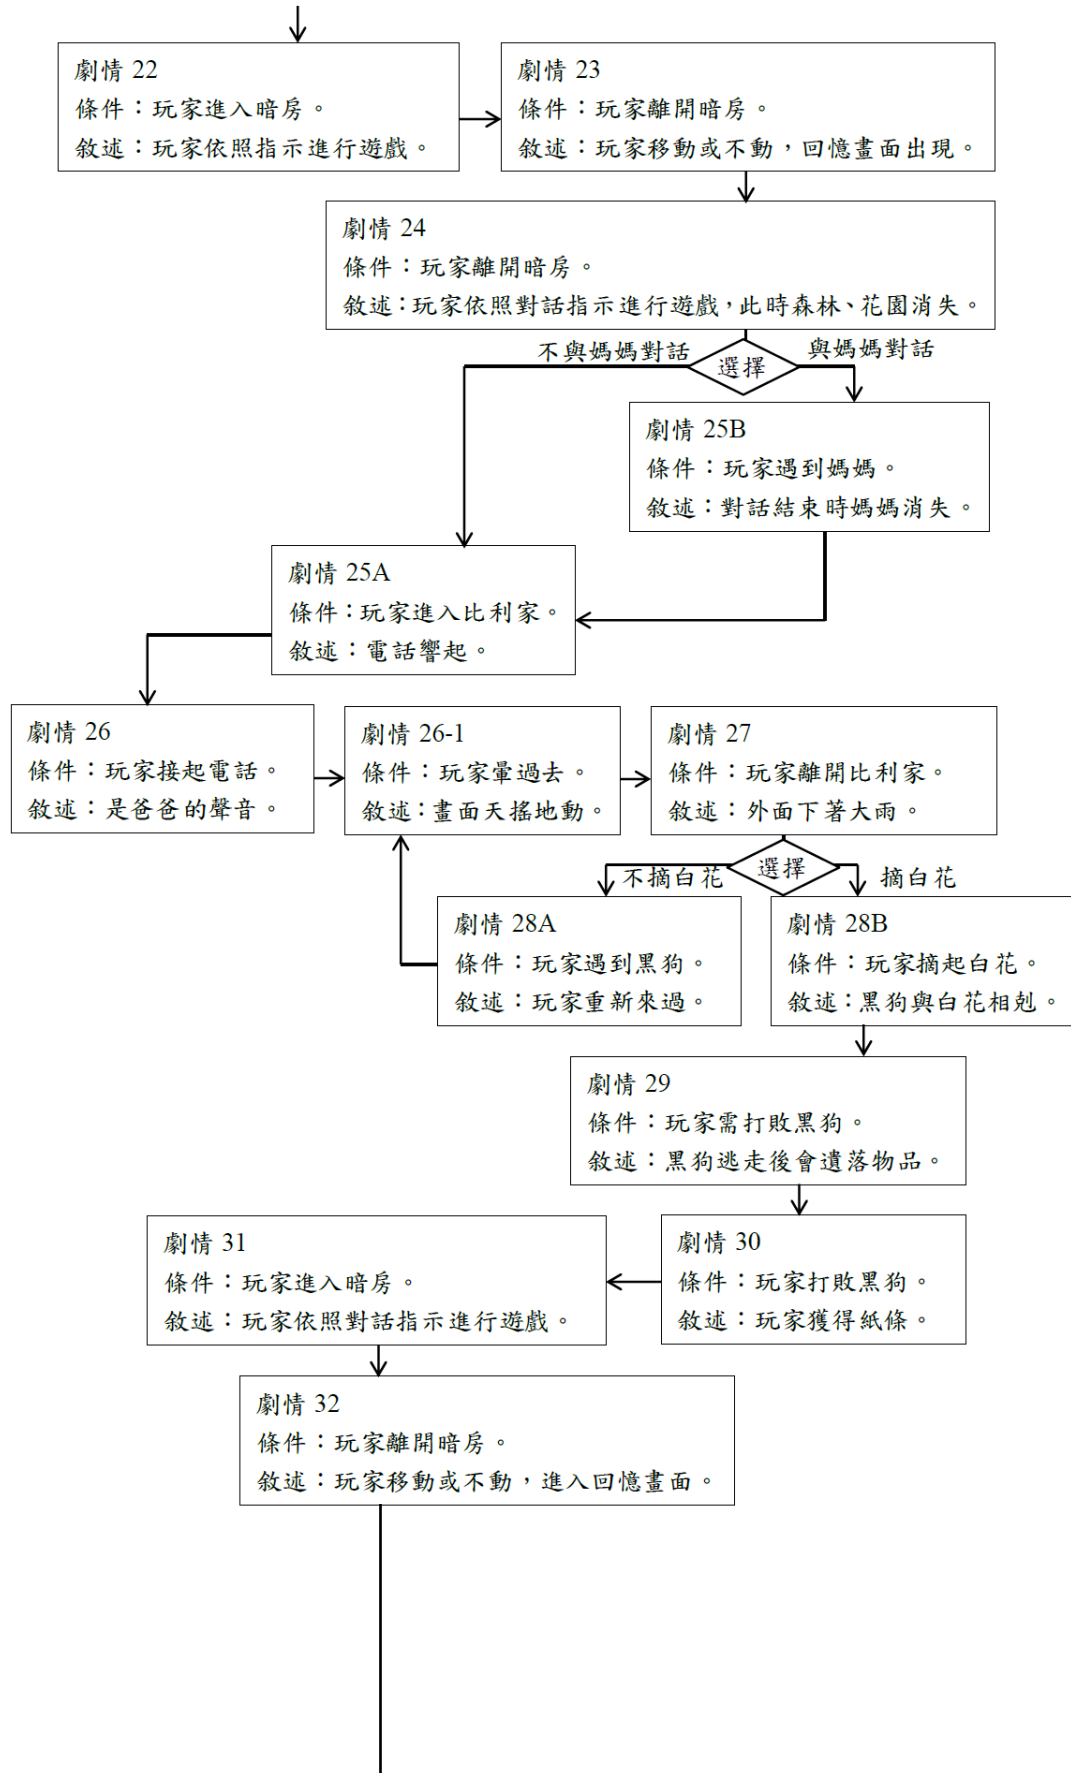 劇情 22
條件：玩家進入暗房。
敘述：玩家依照指示進行遊戲。
劇情 23
條件：玩家離開暗房。
敘述：玩家移動或不動，回憶畫面出現。
劇情 24
條件：玩家離開暗房。
敘述：玩家依照對話指示進行遊戲，此時森林、花園消失。
不與媽媽對話
選擇
與媽媽對話
劇情 25B
條件：玩家遇到媽媽。
敘述：對話結束時媽媽消失。
劇情 25A
條件：玩家進入比利家。
敘述：電話響起。
劇情 26
條件：玩家接起電話。
敘述：是爸爸的聲音。
劇情 26-1
條件：玩家暈過去。
敘述：畫面天搖地動。
劇情 27
條件：玩家離開比利家。
敘述：外面下著大雨。
不摘白花
選擇
摘白花
劇情 28A
條件：玩家遇到黑狗。
敘述：玩家重新來過。
劇情 28B
條件：玩家摘起白花。
敘述：黑狗與白花相剋。
劇情 29
條件：玩家需打敗黑狗。
敘述：黑狗逃走後會遺落物品。
劇情 30
條件：玩家打敗黑狗。
敘述：玩家獲得紙條。
劇情 31
條件：玩家進入暗房。
敘述：玩家依照對話指示進行遊戲。
劇情 32
條件：玩家離開暗房。
敘述：玩家移動或不動，進入回憶畫面。